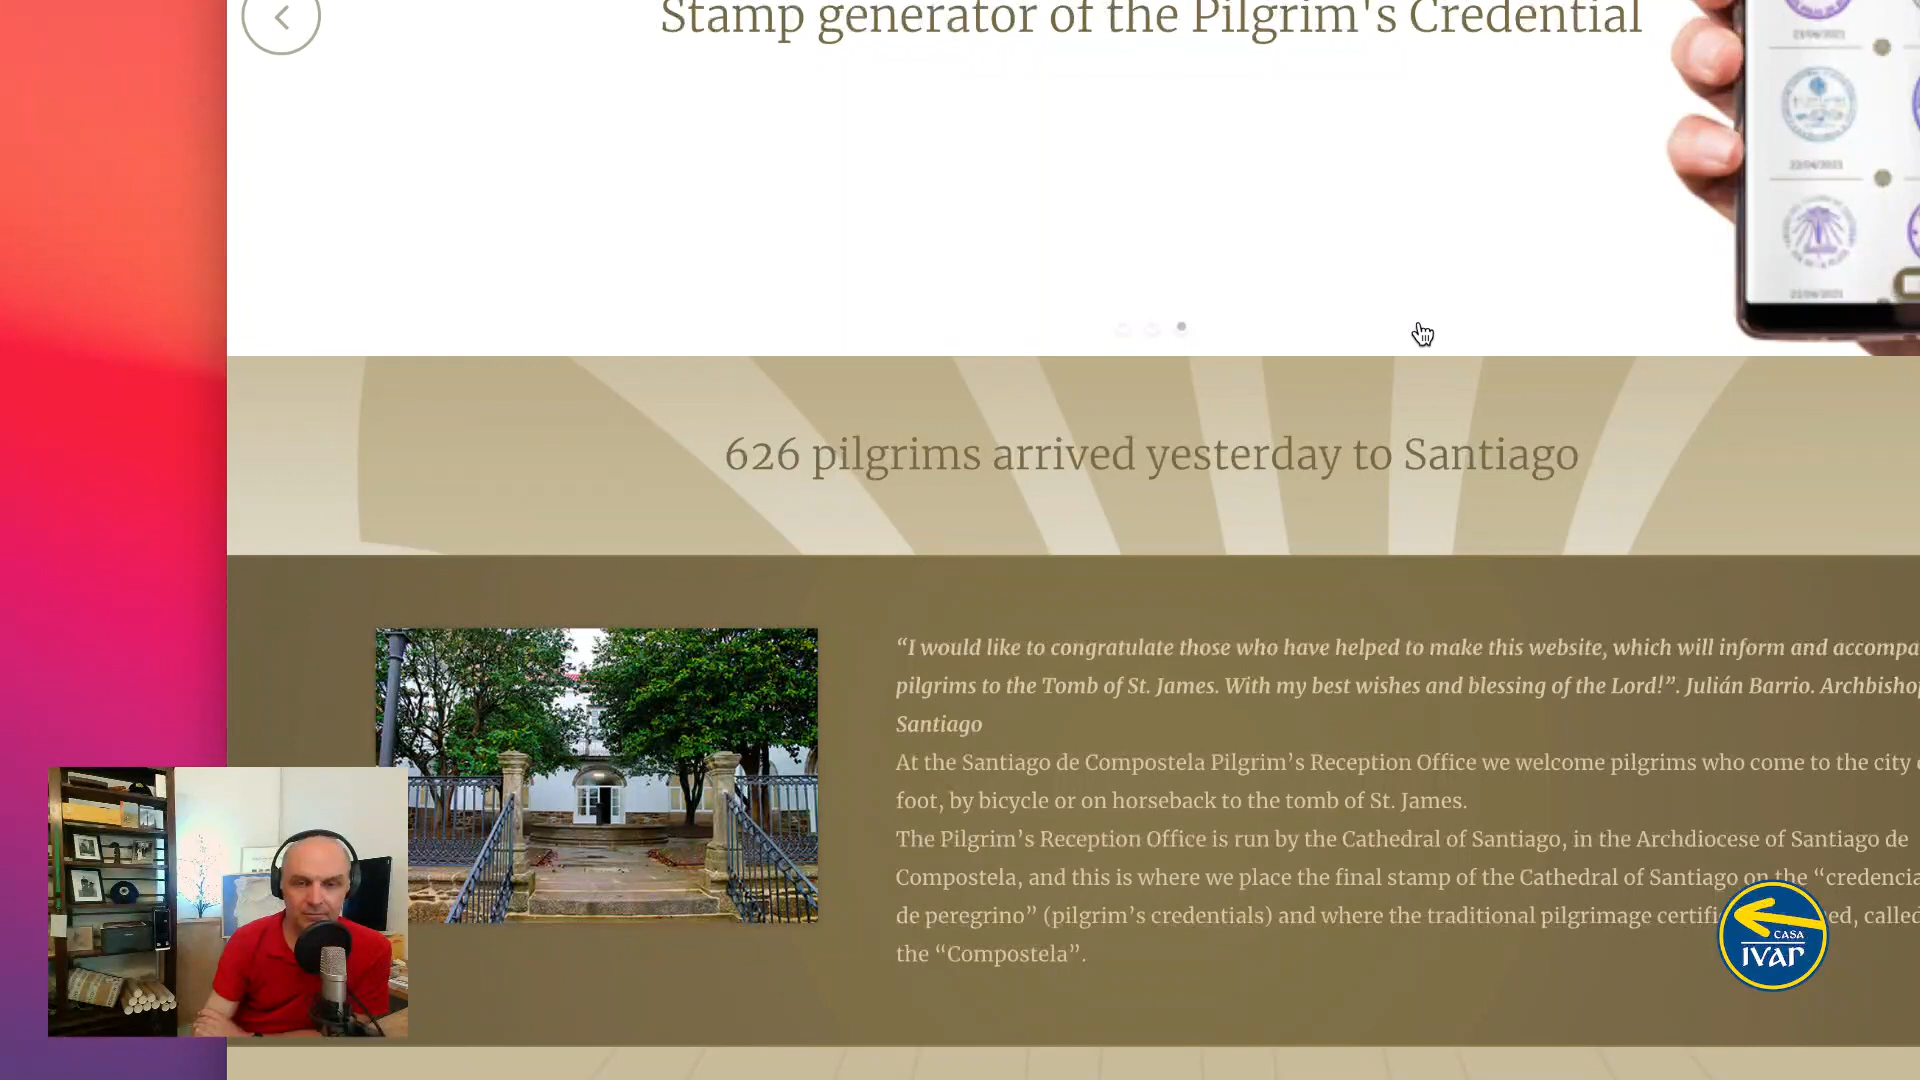 Stamp generator of the Pilgrim's Credential
626 pilgrims arrived yesterday to Santiago
“I would like to congratulate those who have helped to make this website, which will inform and
pilgrims to the Tomb of St. James. With my best wishes and blessing of the Lord!”. Julián Barrio.
Santiago
At the Santiago de Compostela Pilgrim’s Reception Office we welcome pilgrims who come to the city
foot, by bicycle or on horseback to the tomb of St. James.
The Pilgrim’s Reception Office is run by the Cathedral of Santiago, in the Archdiocese of Santiago de
Compostela, and this is where we place the final stamp of the Cathedral of Santiago on the
de peregrino” (pilgrim’s credentials) and where the traditional pilgrimage called
the “Compostela”.
CASA
IVAR